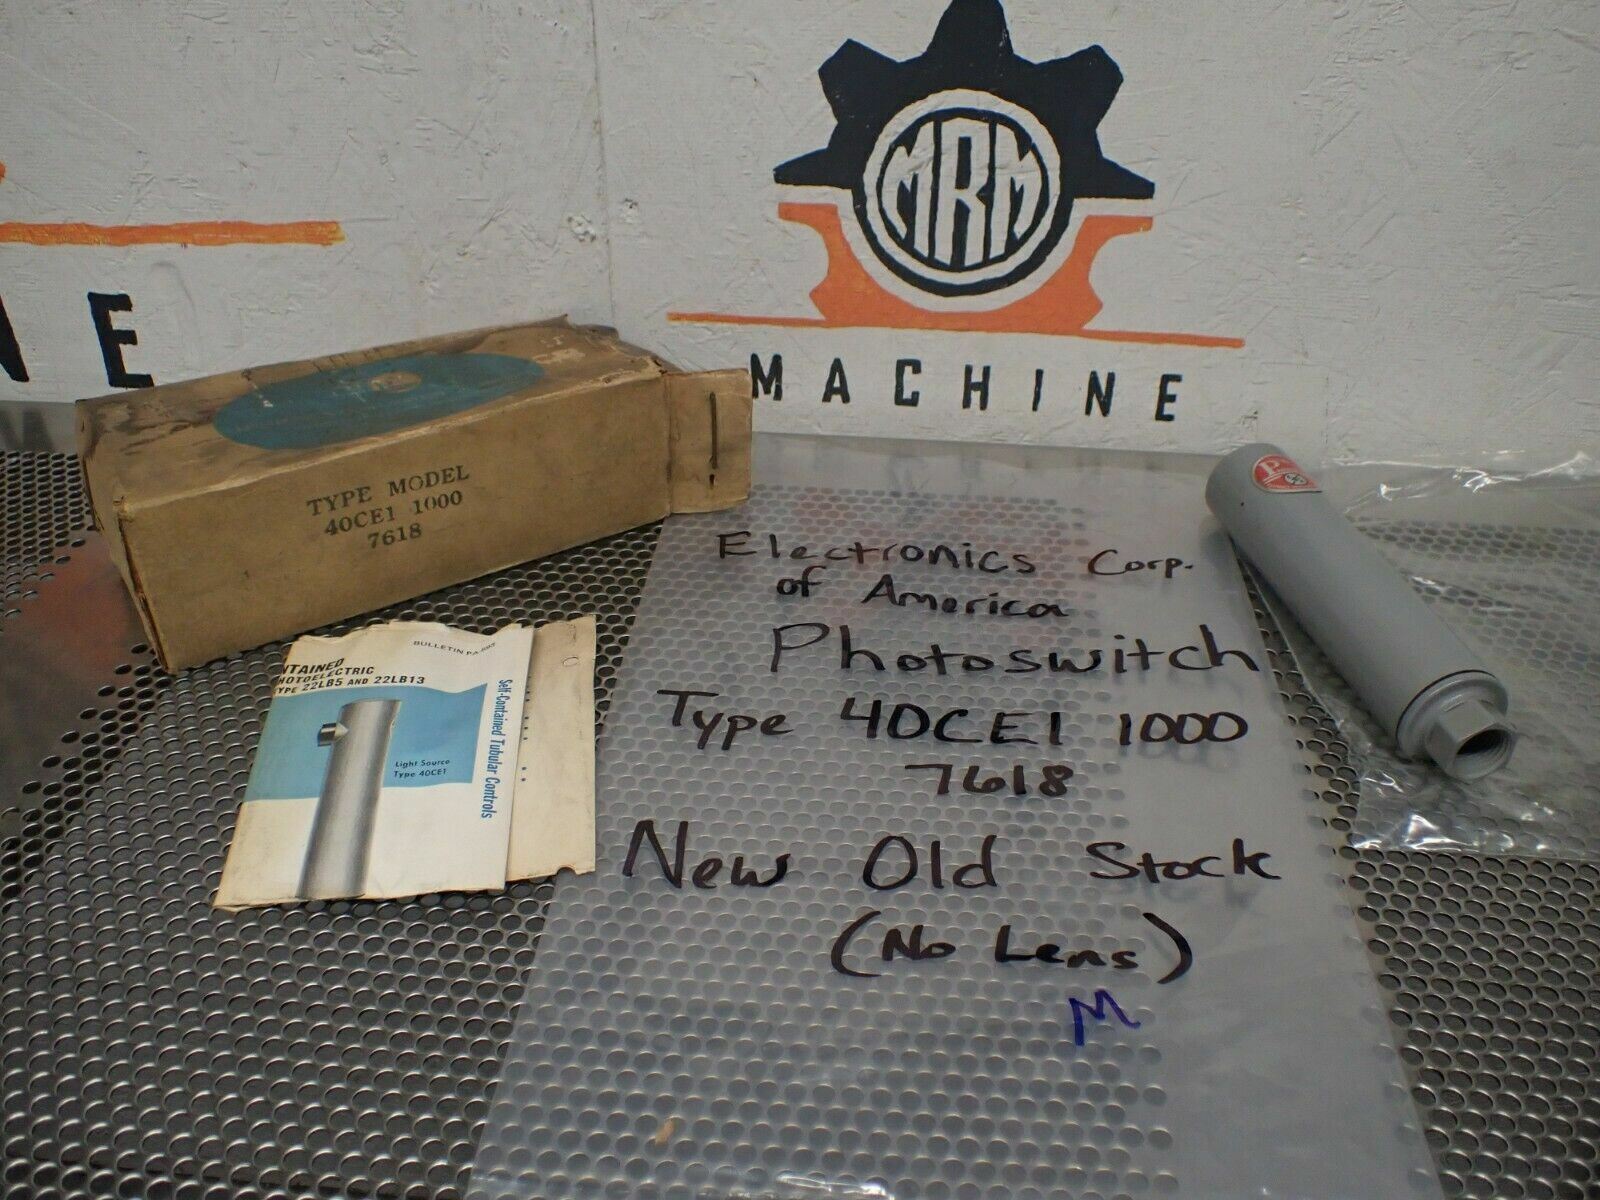 MRM
MACHINE
NE
TYPE MODEL
40CE1 1000
7618
BULLETIN
NTAINED
HOTOELECTRIC
TYPE 22LB5 AND 22LB13
Self-Contained Tubular Controls
Light Source
Type 40CE1
Electronics Corp.
of America
Photoswitch
Type 40CE1 1000
7618
New Old Stock
(No Lens)
M